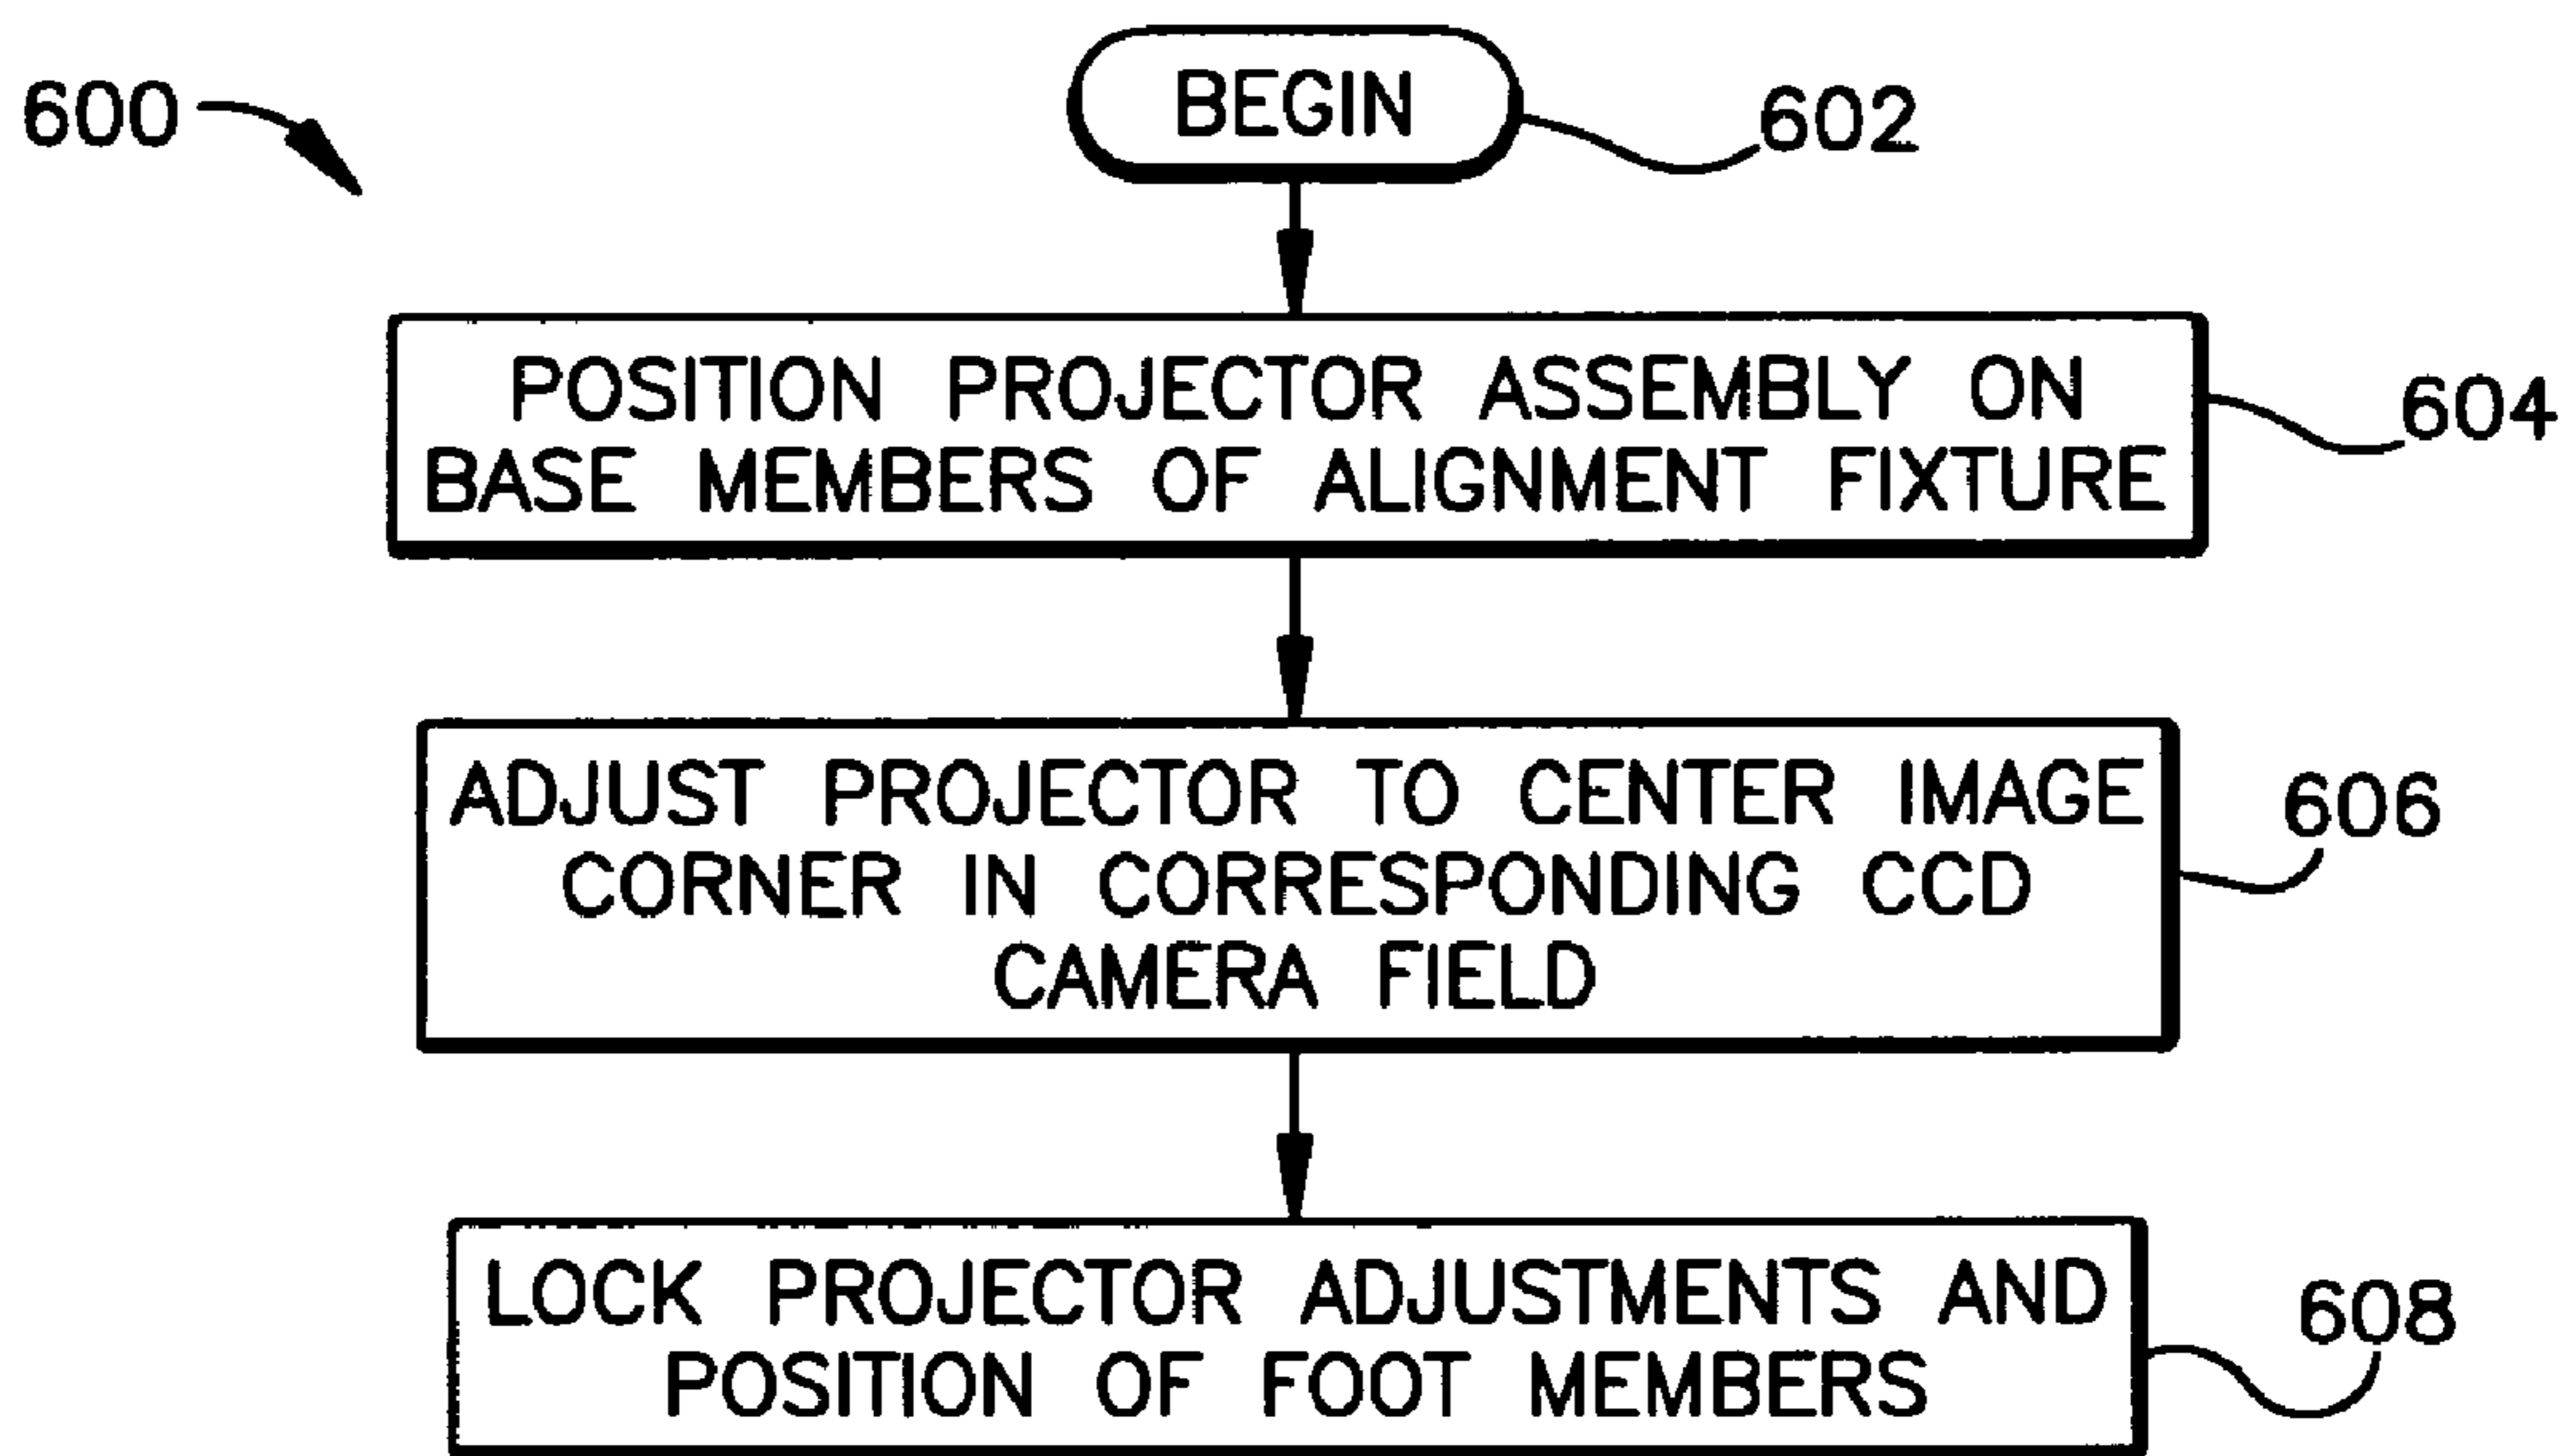 600
BEGIN
602
POSITION PROJECTOR ASSEMBLY ON
BASE MEMBERS OF ALIGNMENT FIXTURE
604
ADJUST PROJECTOR TO CENTER IMAGE
CORNER IN CORRESPONDING CCD
CAMERA FIELD
606
LOCK PROJECTOR ADJUSTMENTS AND
POSITION OF FOOT MEMBERS
608